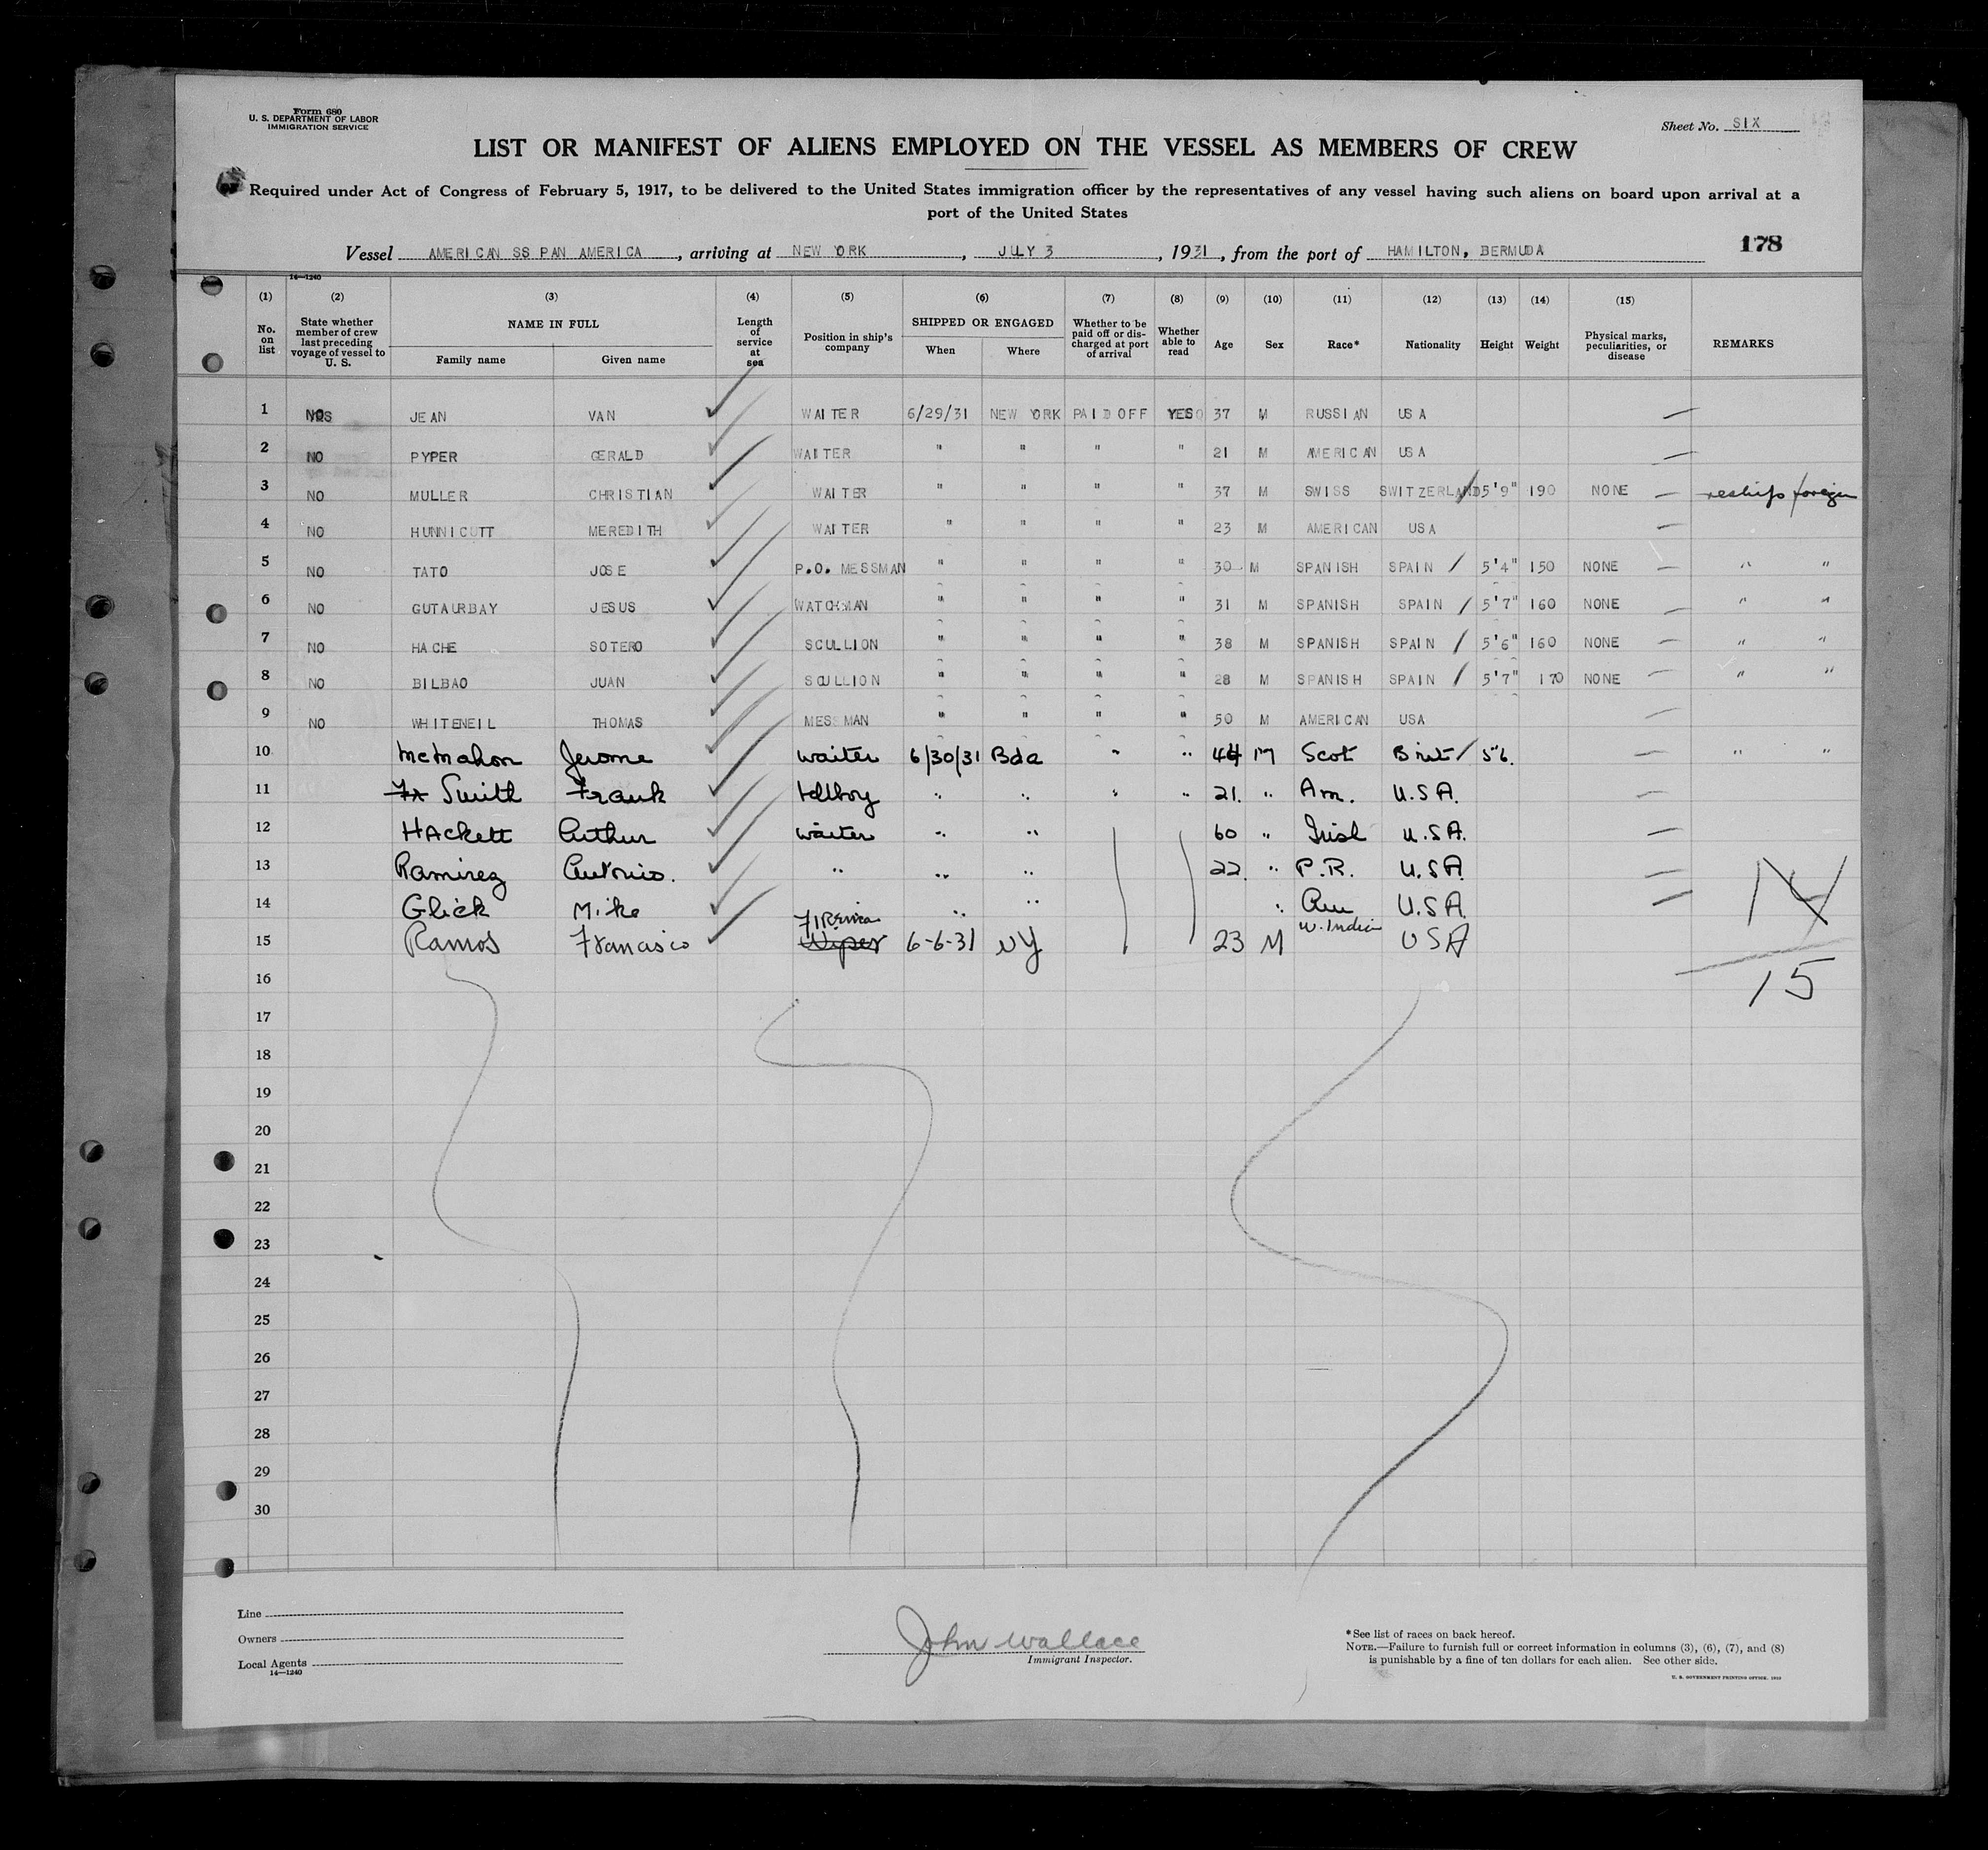 Form 680
U. S. DEPARTMENT OF LABOR
IMMIGRATION SERVICE
Sheet No. SIX
LIST OR MANIFEST OF ALIENS EMPLOYED ON THE VESSEL AS MEMBERS OF CREW
Required under Act of Congress of February 5, 1917, to be delivered to the United States immigration officer by the representatives of any vessel having such aliens on board upon arrival at a
port of the United States
Vessel AMERICAN SS PAN AMERICA, arriving at NEW YORK, JULY 3, 1931, from the port of HAMILTON, BERMUDA 178
14—1240
(1) (2) (3) (4) (5) (6) (7) (8) (9) (10) (11) (12) (13) (14) (15)
No. on list State whether member of crew last preceding voyage of vessel to U. S. NAME IN FULL Family name Given name Length of service at sea Position in ship's company SHIPPED OR ENGAGED When Where Whether to be paid off or discharged at port of arrival Whether able to read Age Sex Race* Nationality Height Weight Physical marks, peculiarities, or disease REMARKS
1 JEAN VAN WAITER 6/29/31 NEW YORK PAID OFF YES 37 M RUSSIAN USA —
2 NO PYPER GERALD WAITER " " " " 21 M AMERICAN USA —
3 NO MULLER CHRISTIAN WAITER " " " " 37 M SWISS SWITZERLAND 5'9" 190 NONE — reships foreign
4 NO HUNNICUTT MEREDITH WAITER " " " " 23 M AMERICAN USA —
5 NO TATO JOSE P.O. MESSMAN " " " " 30 M SPANISH SPAIN / 5'4" 150 NONE — " "
6 NO GUTAURBAY JESUS WATCHMAN " " " " 31 M SPANISH SPAIN / 5'7" 160 NONE — " "
7 NO HACHE SOTERO SCULLION " " " " 38 M SPANISH SPAIN / 5'6" 160 NONE — " "
8 NO BILBAO JUAN SCULLION " " " " 28 M SPANISH SPAIN / 5'7" 170 NONE — " "
9 NO WHITENEIL THOMAS MESSMAN " " " " 50 M AMERICAN USA —
10 McMahon Jerome waiter 6/30/31 Bda " " 44 M Scot Brit / 5'6. — " "
11 Smith Frank bellboy " " " " 21. " Am. U.S.A. —
12 HAckett Arthur waiter " " 60 " Irish U.S.A. —
13 Ramirez Antonio. " " " 22. " P.R. U.S.A. —
14 Glick Mike " " " Am U.S.A. — 14
15 Ramos Francisco Fireman Wiper 6-6-31 NY 23 M W. Indian USA
15
16
17
18
19
20
21
22
23
24
25
26
27
28
29
30
Line
Owners
Local Agents
14—1240
John Wallace
Immigrant Inspector.
*See list of races on back hereof.
NOTE.—Failure to furnish full or correct information in columns (3), (6), (7), and (8)
is punishable by a fine of ten dollars for each alien. See other side.